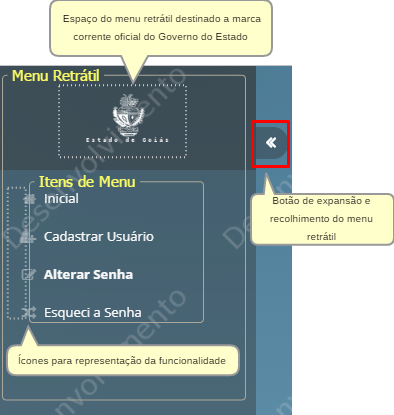 Espaço do menu retrátil destinado a marca
corrente oficial do Governo do Estado
Menu Retrátil
Estado de Goiás
Itens de Menu
Inicial
Cadastrar Usuário
Alterar Senha
Esqueci a Senha
Botão de expansão e
recolhimento do menu
retrátil
Ícones para representação da funcionalidade
Desenvolvimento